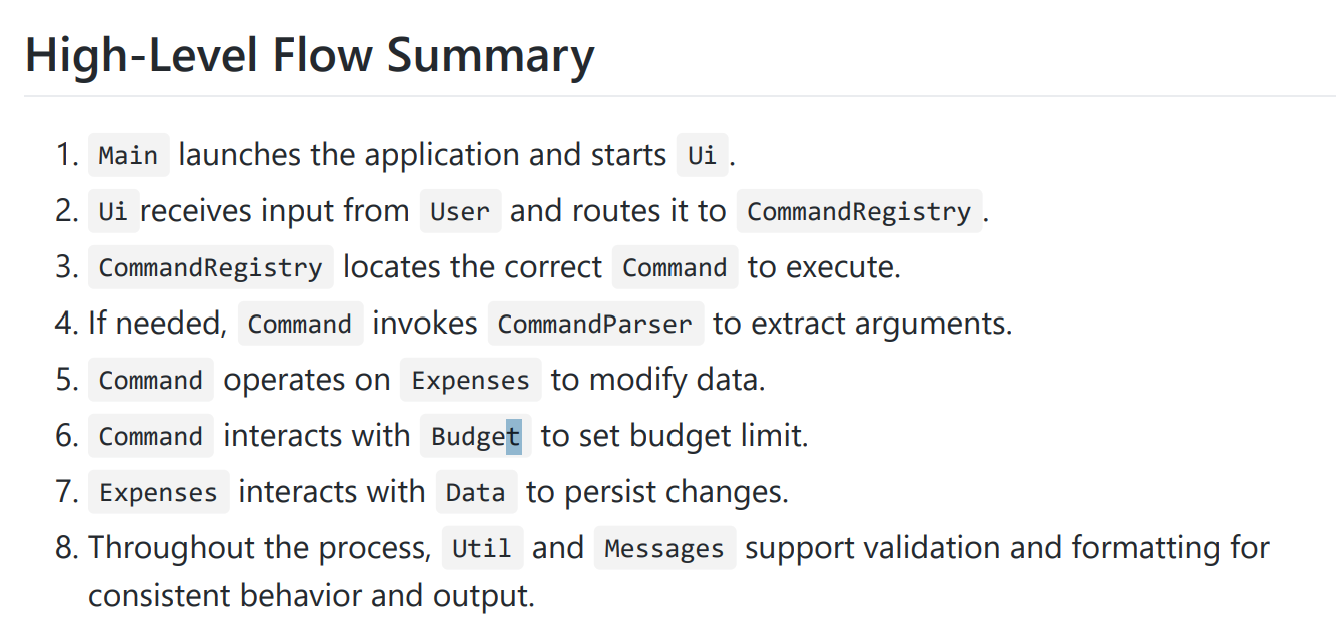 High-Level Flow Summary
1. Main launches the application and starts Ui .
2. Ui receives input from User and routes it to CommandRegistry .
3. CommandRegistry locates the correct Command to execute.
4. If needed, Command invokes CommandParser to extract arguments.
5. Command operates on Expenses to modify data.
6. Command interacts with Budget to set budget limit.
7. Expenses interacts with Data to persist changes.
8. Throughout the process, Util and Messages support validation and formatting for
consistent behavior and output.